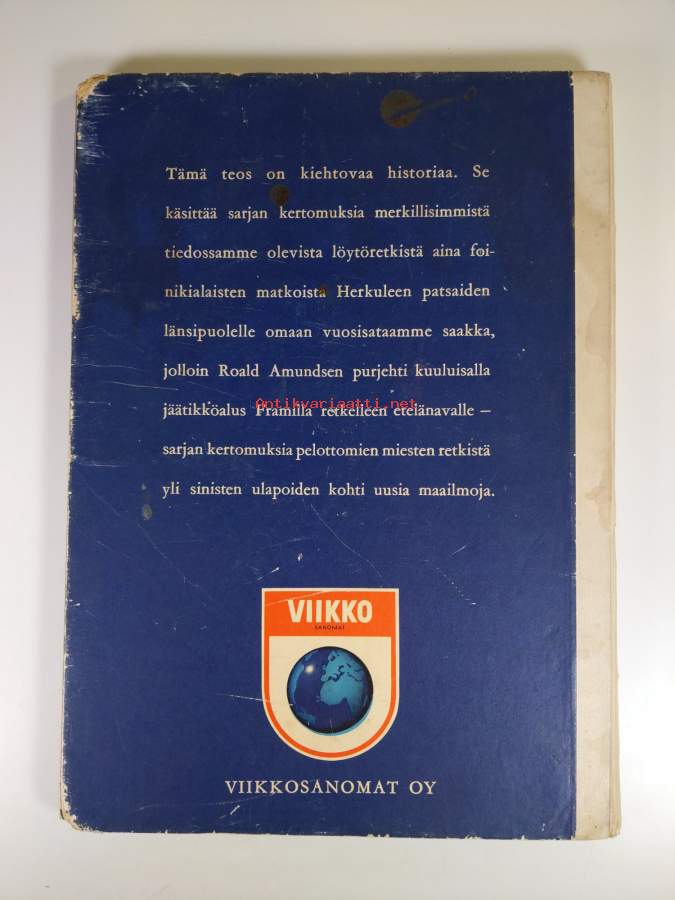 Tämä teos on kiehtovaa historiaa. Se
käsittää sarjan kertomuksia merkillisimmistä
tiedossamme olevista löytöretkistä aina foi-
nikialaisten matkoista Herkuleen patsaiden
länsipuolelle omaan vuosisataamme saakka,
jolloin Roald Amundsen purjehti kuuluisalla
Antikvariaatti.net
jäätikköalus Framilla retkelleen etelänavalle —
sarjan kertomuksia pelottomien miesten retkistä
yli sinisten ulapoiden kohti uusia maailmoja.
VIIKKO
SANOMAT
VIIKKOSANOMAT OY